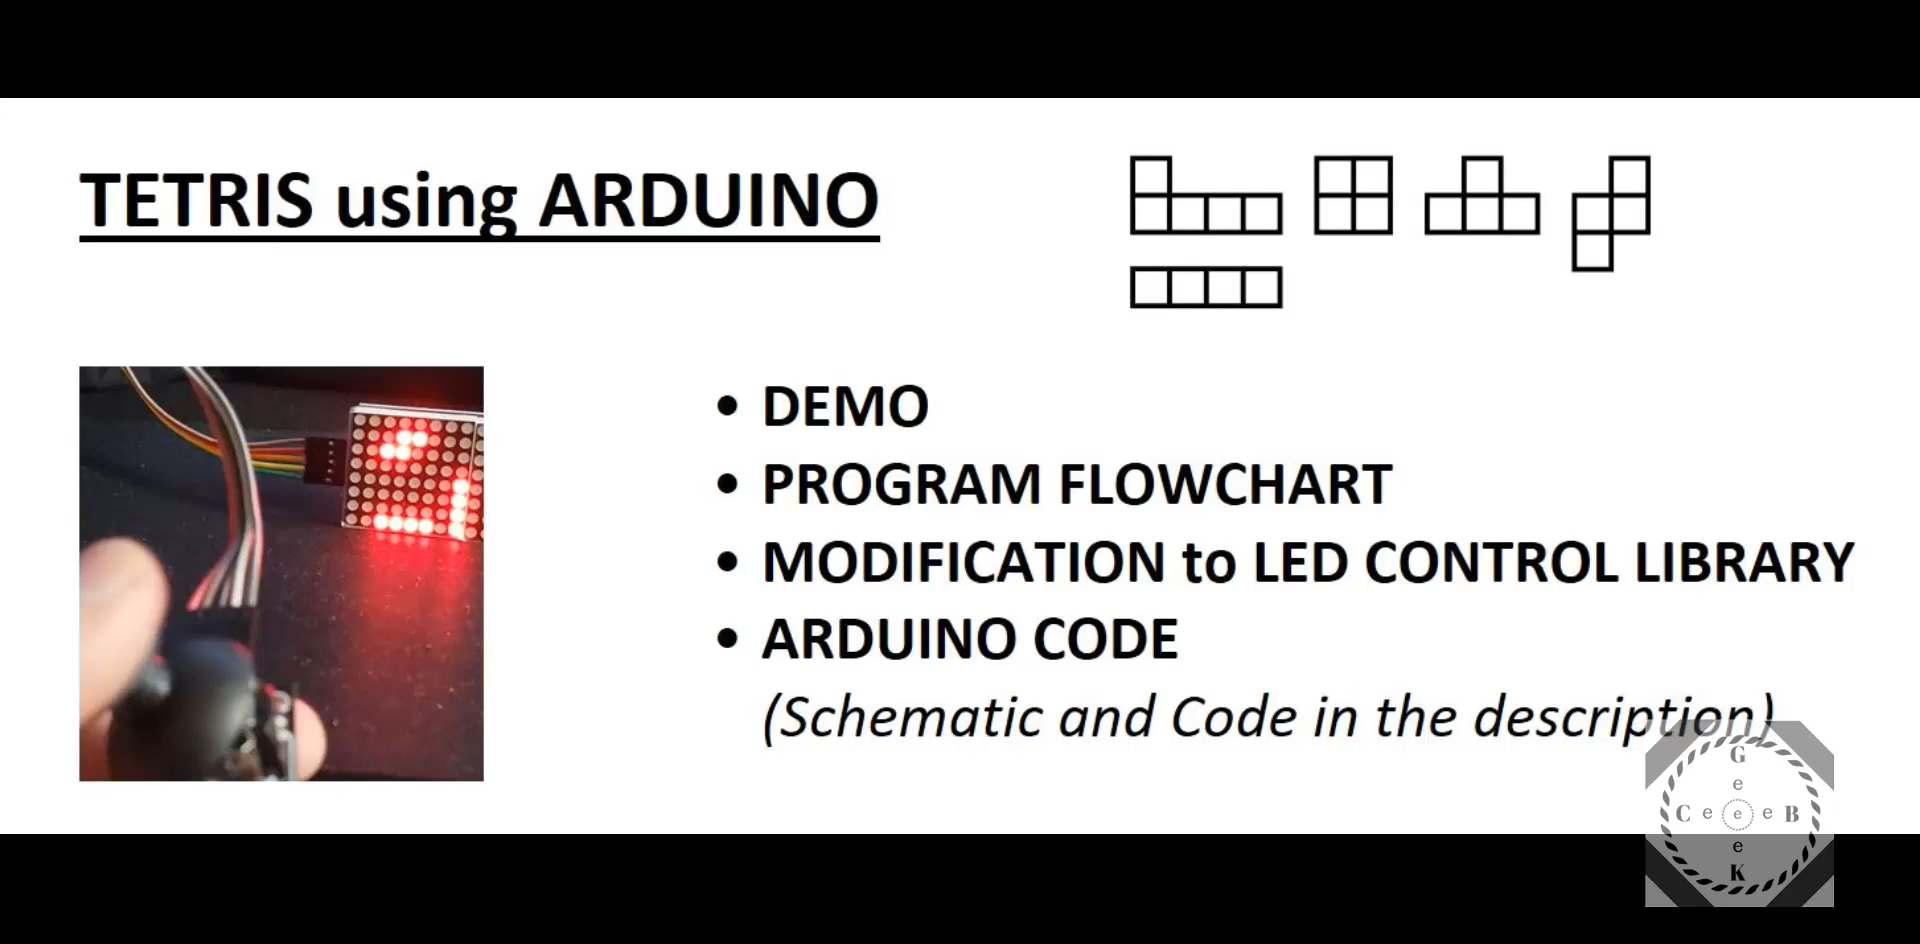 TETRIS using ARDUINO
• DEMO
• PROGRAM FLOWCHART
• MODIFICATION to LED CONTROL LIBRARY
• ARDUINO CODE
(Schematic and Code in the description)
G
e
C e e e B
e
K